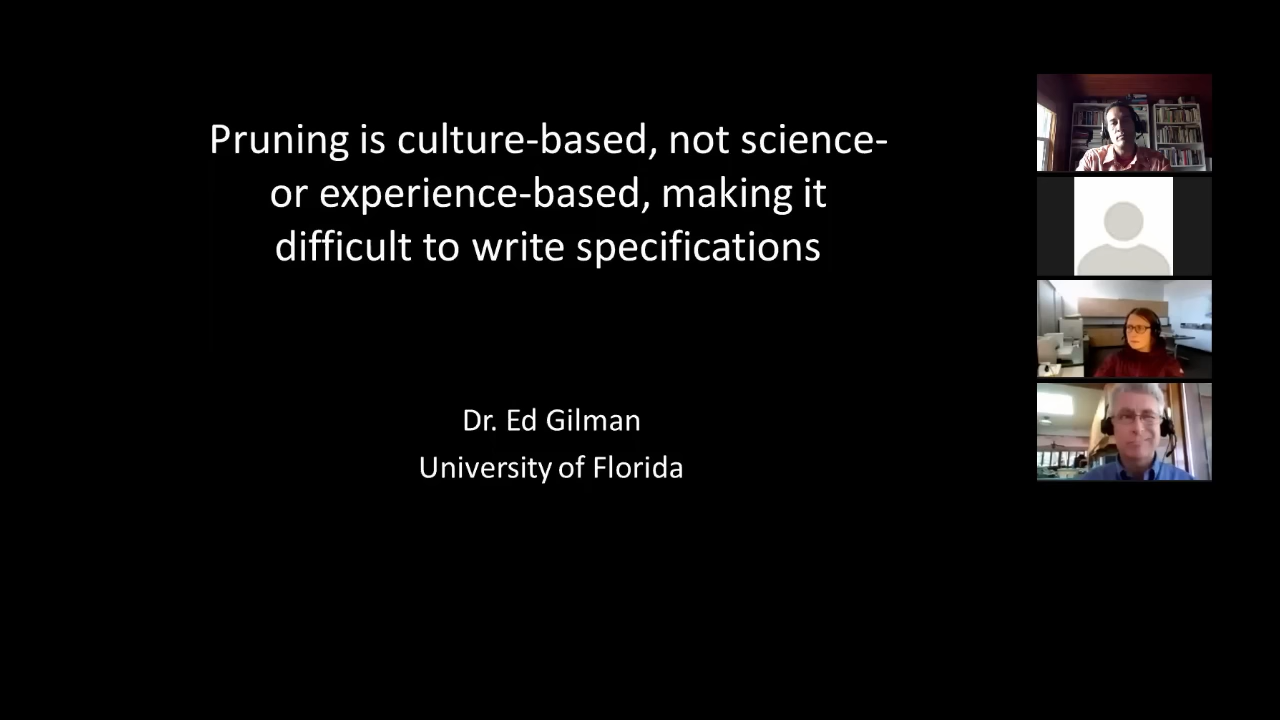 Pruning is culture-based, not science-
or experience-based, making it
difficult to write specifications
Dr. Ed Gilman
University of Florida